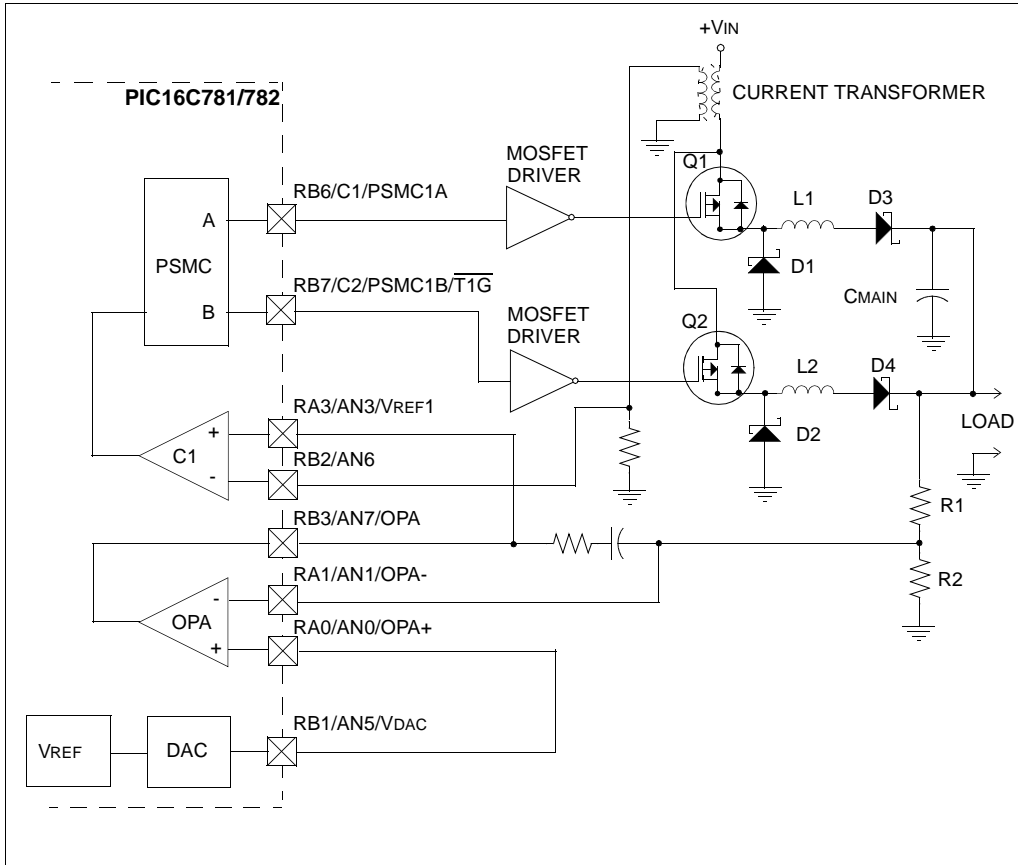 +VIN
PIC16C781/782
CURRENT TRANSFORMER
MOSFET
DRIVER
Q1
RB6/C1/PSMC1A
L1
D3
A
PSMC
D1
RB7/C2/PSMC1B/T1G
CMAIN
B
MOSFET
DRIVER
Q2
L2
D4
RA3/AN3/VREF1
LOAD
+
C1
D2
RB2/AN6
-
R1
RB3/AN7/OPA
RA1/AN1/OPA-
-
R2
OPA
RA0/AN0/OPA+
+
RB1/AN5/VDAC
VREF
DAC